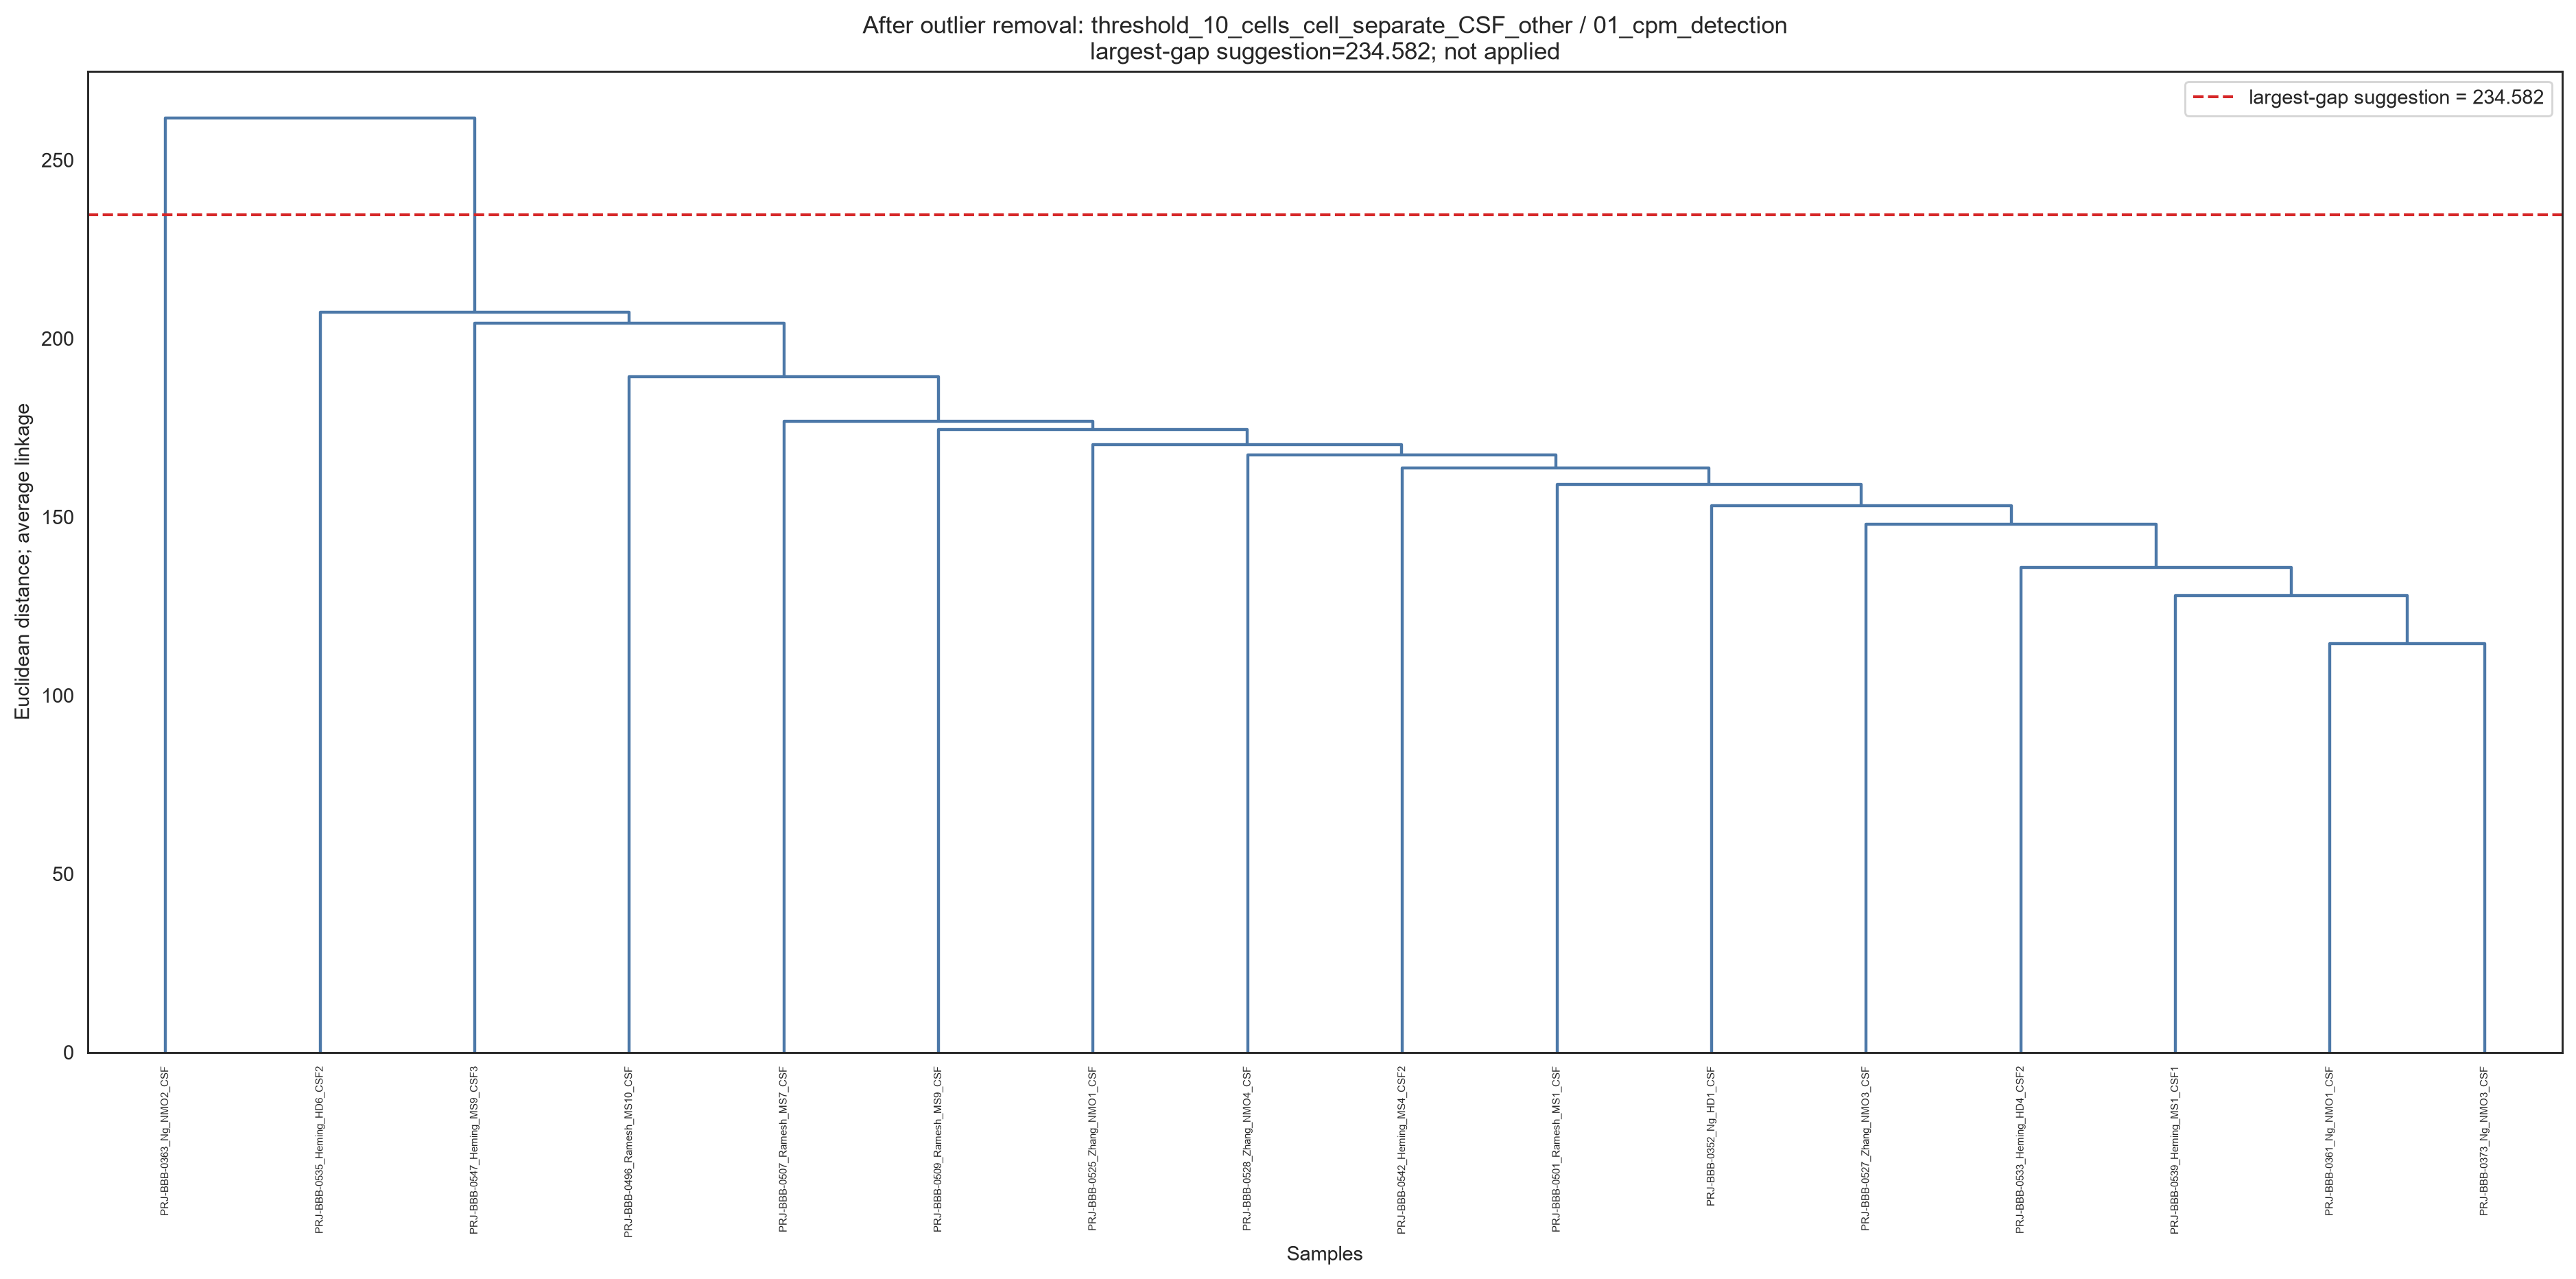 After outlier removal: threshold_10_cells_cell_separate_CSF_other / 01_cpm_detection
largest-gap suggestion=234.582; not applied
largest-gap suggestion = 234.582
Euclidean distance; average linkage
250
200
150
100
50
0
PRJ-BBB-0363_Ng_NMO2_CSF
PRJ-BBB-0535_Heming_HD6_CSF2
PRJ-BBB-0547_Heming_MS9_CSF3
PRJ-BBB-0496_Ramesh_MS10_CSF
PRJ-BBB-0507_Ramesh_MS7_CSF
PRJ-BBB-0509_Ramesh_MS9_CSF
PRJ-BBB-0525_Zhang_NMO1_CSF
PRJ-BBB-0528_Zhang_NMO4_CSF
PRJ-BBB-0542_Heming_MS4_CSF2
PRJ-BBB-0501_Ramesh_MS1_CSF
PRJ-BBB-0352_Ng_HD1_CSF
PRJ-BBB-0527_Zhang_NMO3_CSF
PRJ-BBB-0533_Heming_HD4_CSF2
PRJ-BBB-0539_Heming_MS1_CSF1
PRJ-BBB-0361_Ng_NMO1_CSF
PRJ-BBB-0373_Ng_NMO3_CSF
Samples